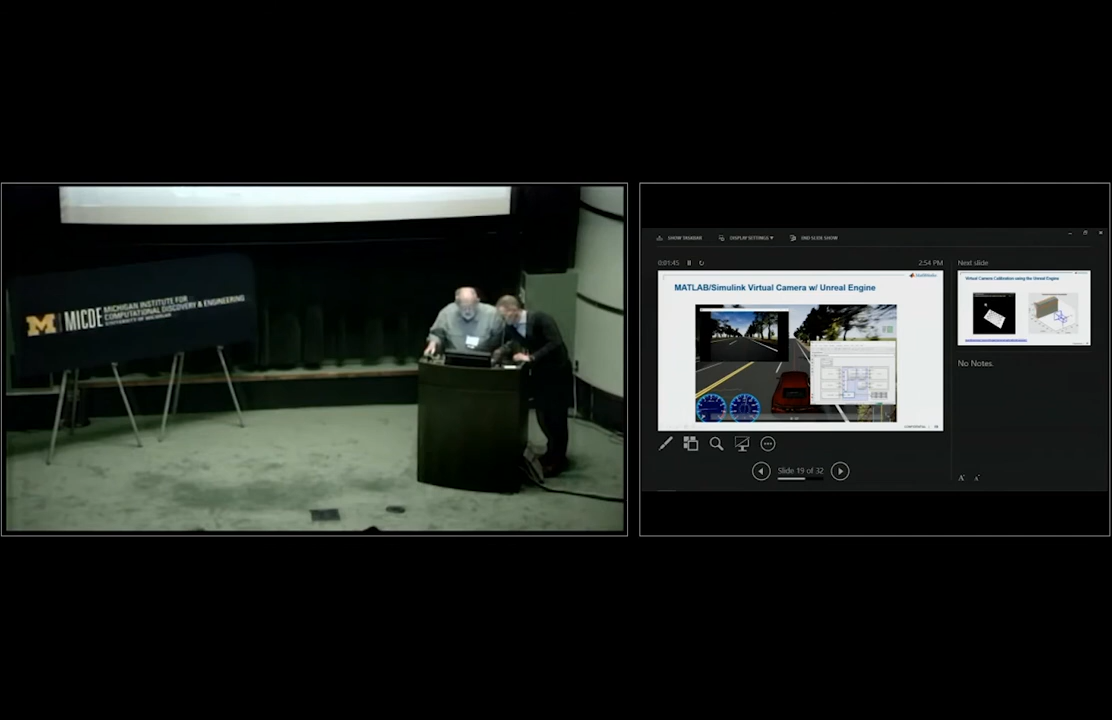 M | MICDE MICHIGAN INSTITUTE FOR
COMPUTATIONAL DISCOVERY & ENGINEERING
UNIVERSITY OF MICHIGAN
SHOW TASKBAR
DISPLAY SETTINGS ▾
END SLIDE SHOW
0:01:45
2:54 PM
Next slide
MathWorks
MATLAB/Simulink Virtual Camera w/ Unreal Engine
CONFIDENTIAL
Virtual Camera Calibration using the Unreal Engine
No Notes.
Slide 19 of 32
A A